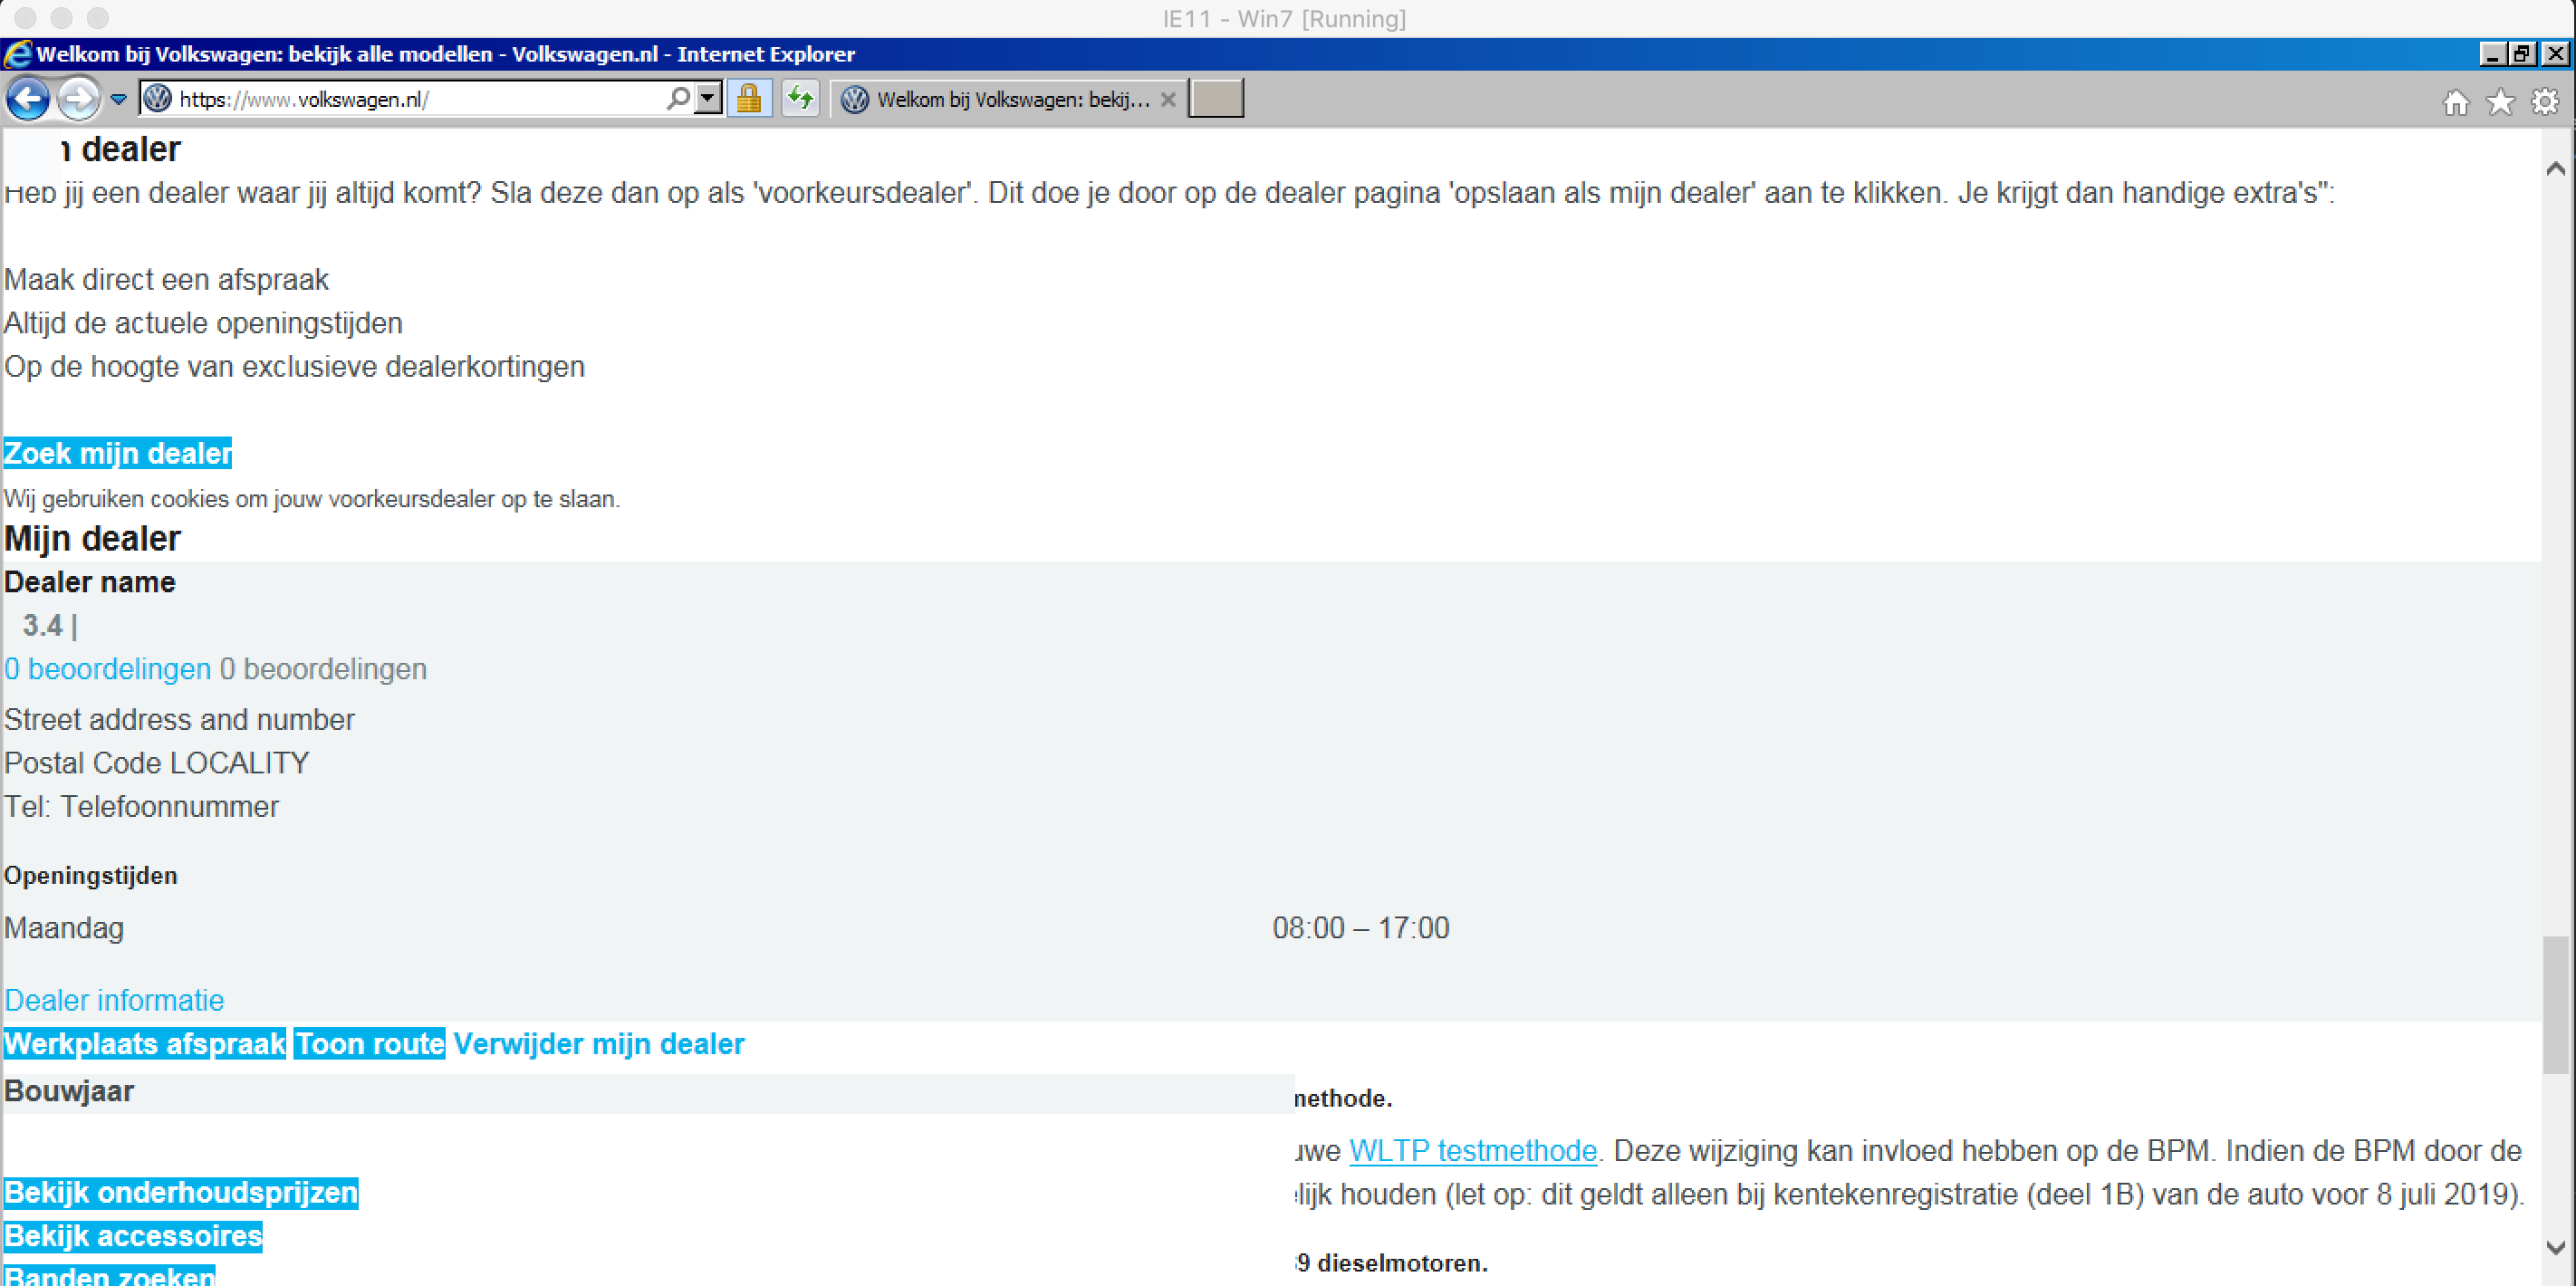 IE11 - Win7 [Running]
Welkom bij Volkswagen: bekijk alle modellen - Volkswagen.nl - Internet Explorer
https://www.volkswagen.nl/ Welkom bij Volkswagen: bekij...
n dealer
Heb jij een dealer waar jij altijd komt? Sla deze dan op als 'voorkeursdealer'. Dit doe je door op de dealer pagina 'opslaan als mijn dealer' aan te klikken. Je krijgt dan handige extra's":
Maak direct een afspraak
Altijd de actuele openingstijden
Op de hoogte van exclusieve dealerkortingen
Zoek mijn dealer
Wij gebruiken cookies om jouw voorkeursdealer op te slaan.
Mijn dealer
Dealer name
3.4 |
0 beoordelingen 0 beoordelingen
Street address and number
Postal Code LOCALITY
Tel: Telefoonnummer
Openingstijden
Maandag 08:00 – 17:00
Dealer informatie
Werkplaats afspraak Toon route Verwijder mijn dealer
Bouwjaar
methode.
uwe WLTP testmethode. Deze wijziging kan invloed hebben op de BPM. Indien de BPM door de
Bekijk onderhoudsprijzen
lijk houden (let op: dit geldt alleen bij kentekenregistratie (deel 1B) van de auto voor 8 juli 2019).
Bekijk accessoires
9 dieselmotoren.
Banden zoeken